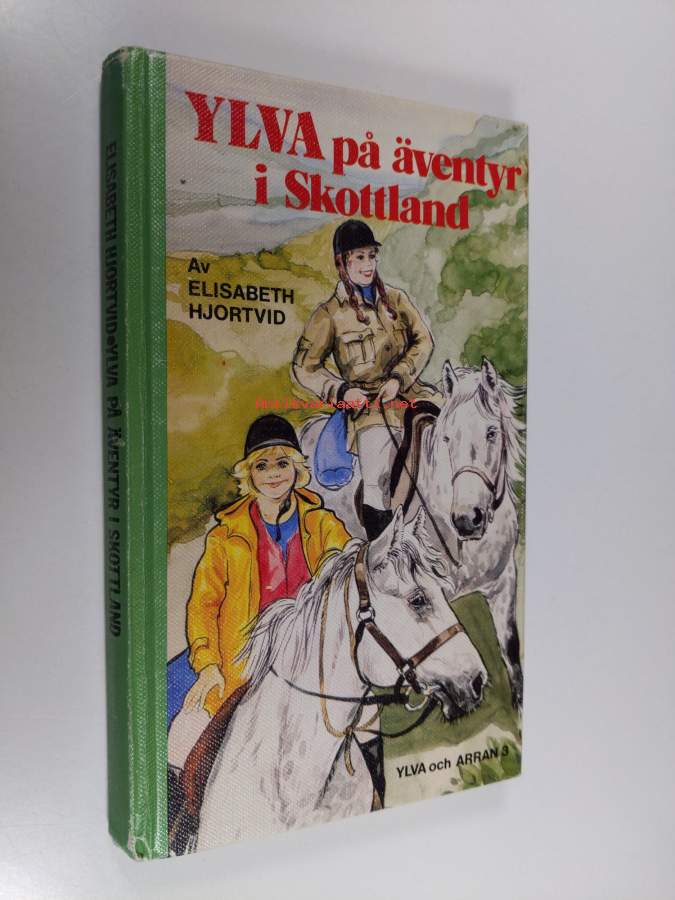 YLVA på äventyr
i Skottland
Av
ELISABETH
HJORTVID
YLVA och ARRAN 3
ELISABETH HJORTVID • YLVA PÅ ÄVENTYR I SKOTTLAND